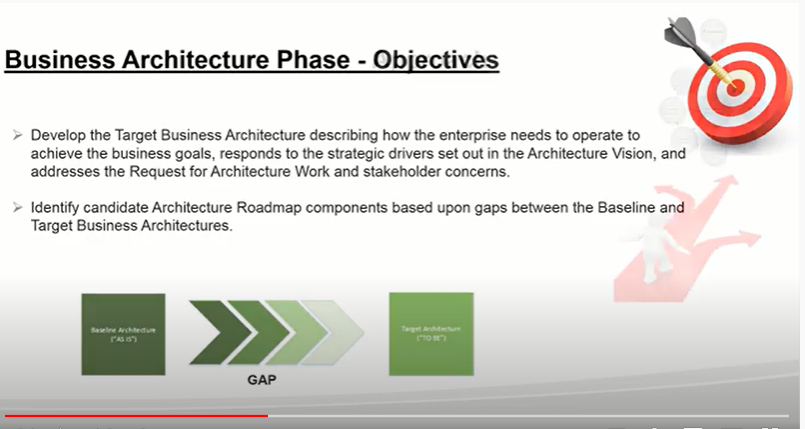 Business Architecture Phase - Objectives
Develop the Target Business Architecture describing how the enterprise needs to operate to
achieve the business goals, responds to the strategic drivers set out in the Architecture Vision, and
addresses the Request for Architecture Work and stakeholder concerns.
Identify candidate Architecture Roadmap components based upon gaps between the Baseline and
Target Business Architectures.
Baseline Architecture
("AS IS")
Target Architecture
("TO BE")
GAP